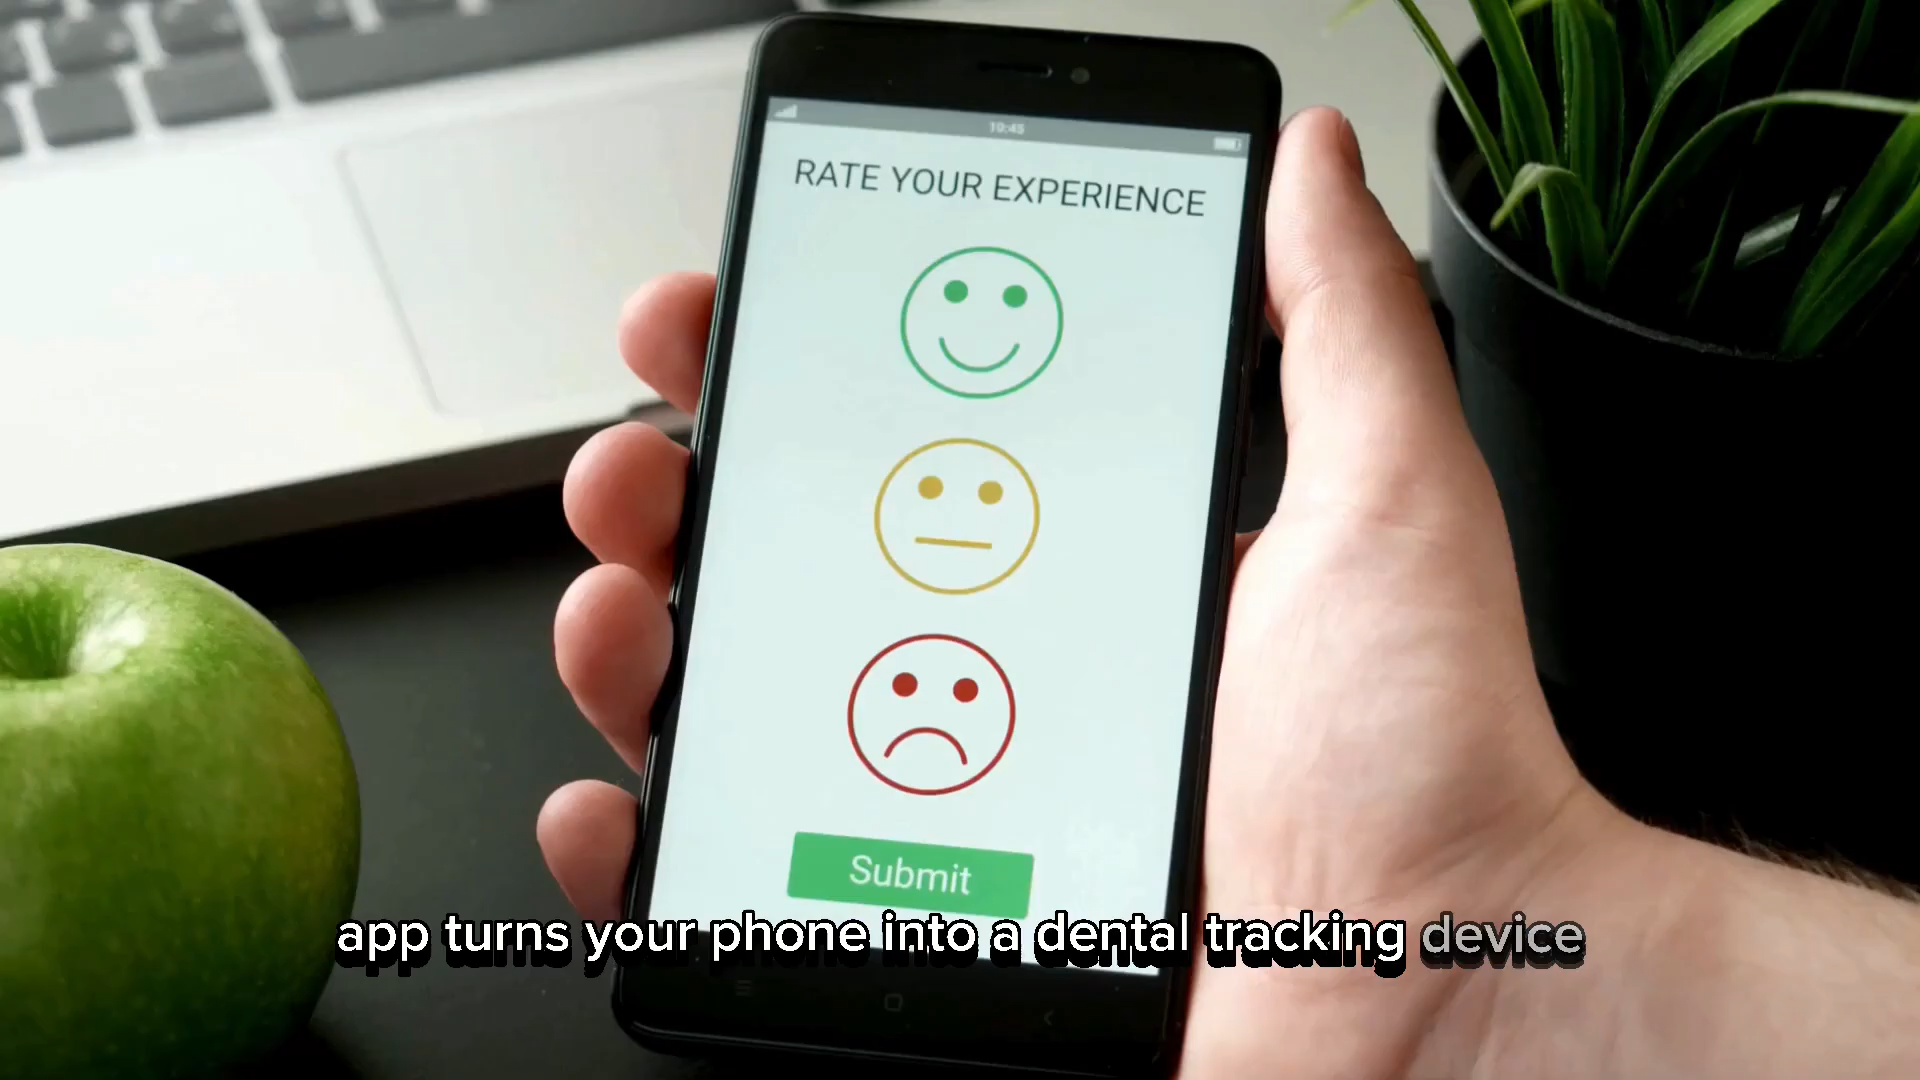 10:45
RATE YOUR EXPERIENCE
Submit
app turns your phone into a dental tracking device